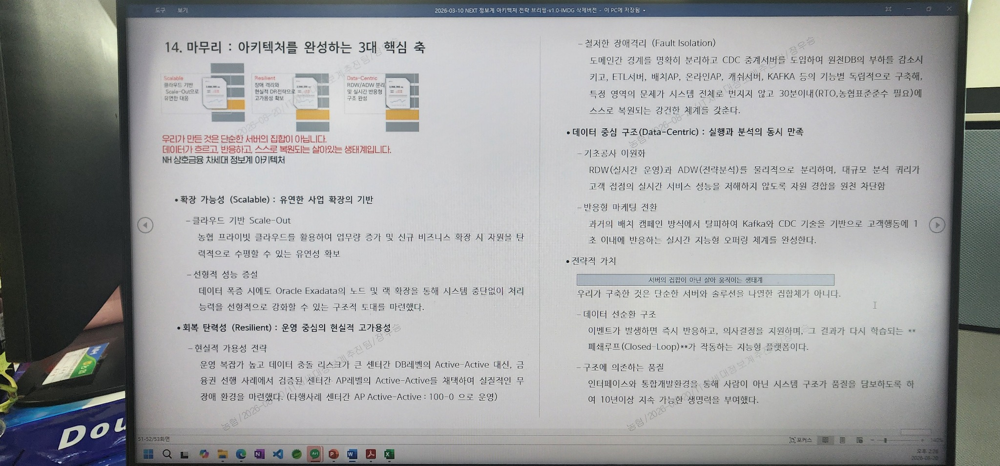 도구 보기
2026-03-10 NEXT 정보계 아키텍처 전략 브리핑-v1.0-IMDG 삭제버전 - 이 PC에 저장됨
14. 마무리 : 아키텍처를 완성하는 3대 핵심 축
Scalable
클라우드 기반
Scale-Out으로
유연한 대응
Resilient
장애 격리와
현실적 DR전략으로
고가용성 확보
Data-Centric
RDW/ADW 분리
및 실시간 반응형
구조 완성
우리가 만든 것은 단순한 서버의 집합이 아닙니다.
데이터가 흐르고, 반응하고, 스스로 복원되는 살아있는 생태계입니다.
NH 상호금융 차세대 정보계 아키텍처
• 확장 가능성 (Scalable) : 유연한 사업 확장의 기반
– 클라우드 기반 Scale-Out
농협 프라이빗 클라우드를 활용하여 업무량 증가 및 신규 비즈니스 확장 시 자원을 탄
력적으로 수평할 수 있는 유연성 확보
– 선형적 성능 증설
데이터 폭증 시에도 Oracle Exadata의 노드 및 랙 확장을 통해 시스템 중단없이 처리
능력을 선형적으로 강화할 수 있는 구조적 토대를 마련했다.
• 회복 탄력성 (Resilient) : 운영 중심의 현실적 고가용성
– 현실적 가용성 전략
운영 복잡가 높고 데이터 충돌 리스크가 큰 센터간 DB레벨의 Active-Active 대신, 금
융권 선행 사례에서 검증된 센터간 AP레벨의 Active-Active를 채택하여 실질적인 무
장애 환경을 마련했다. (타행사례 센터간 AP Active-Active : 100-0 으로 운영)
– 철저한 장애격리 (Fault Isolation)
도메인간 경계를 명확히 분리하고 CDC 중계서버를 도입하여 원천DB의 부하를 감소시
키고, ETL서버, 배치AP, 온라인AP, 캐쉬서버, KAFKA 등의 기능별 독립적으로 구축해,
특정 영역의 문제가 시스템 전체로 번지지 않고 30분이내(RTO,농협표준준수 필요)에
스스로 복원되는 강건한 체계를 갖춘다.
• 데이터 중심 구조(Data-Centric) : 실행과 분석의 동시 만족
– 기초공사 이원화
RDW(실시간 운영)과 ADW(전략분석)를 물리적으로 분리하여, 대규모 분석 쿼리가
고객 접점의 실시간 서비스 성능을 저해하지 않도록 자원 경합을 원천 차단함
– 반응형 마케팅 전환
과거의 배치 캠페인 방식에서 탈피하여 Kafka와 CDC 기술을 기반으로 고객행동에 1
초 이내에 반응하는 실시간 지능형 오퍼링 체계를 완성한다.
• 전략적 가치
서버의 집합이 아닌 살아 움직이는 생태계
우리가 구축한 것은 단순한 서버와 솔루션을 나열한 집합체가 아니다.
– 데이터 선순환 구조
이벤트가 발생하면 즉시 반응하고, 의사결정을 지원하며, 그 결과가 다시 학습되는 **
폐쇄루프(Closed-Loop)**가 작동하는 지능형 플랫폼이다.
– 구조에 의존하는 품질
인터페이스와 통합개발환경을 통해 사람이 아닌 시스템 구조가 품질을 담보하도록 하
여 10년이상 지속 가능한 생명력을 부여했다.
51-52/53화면
포커스
오후 2:26
2026-08-20
Dou